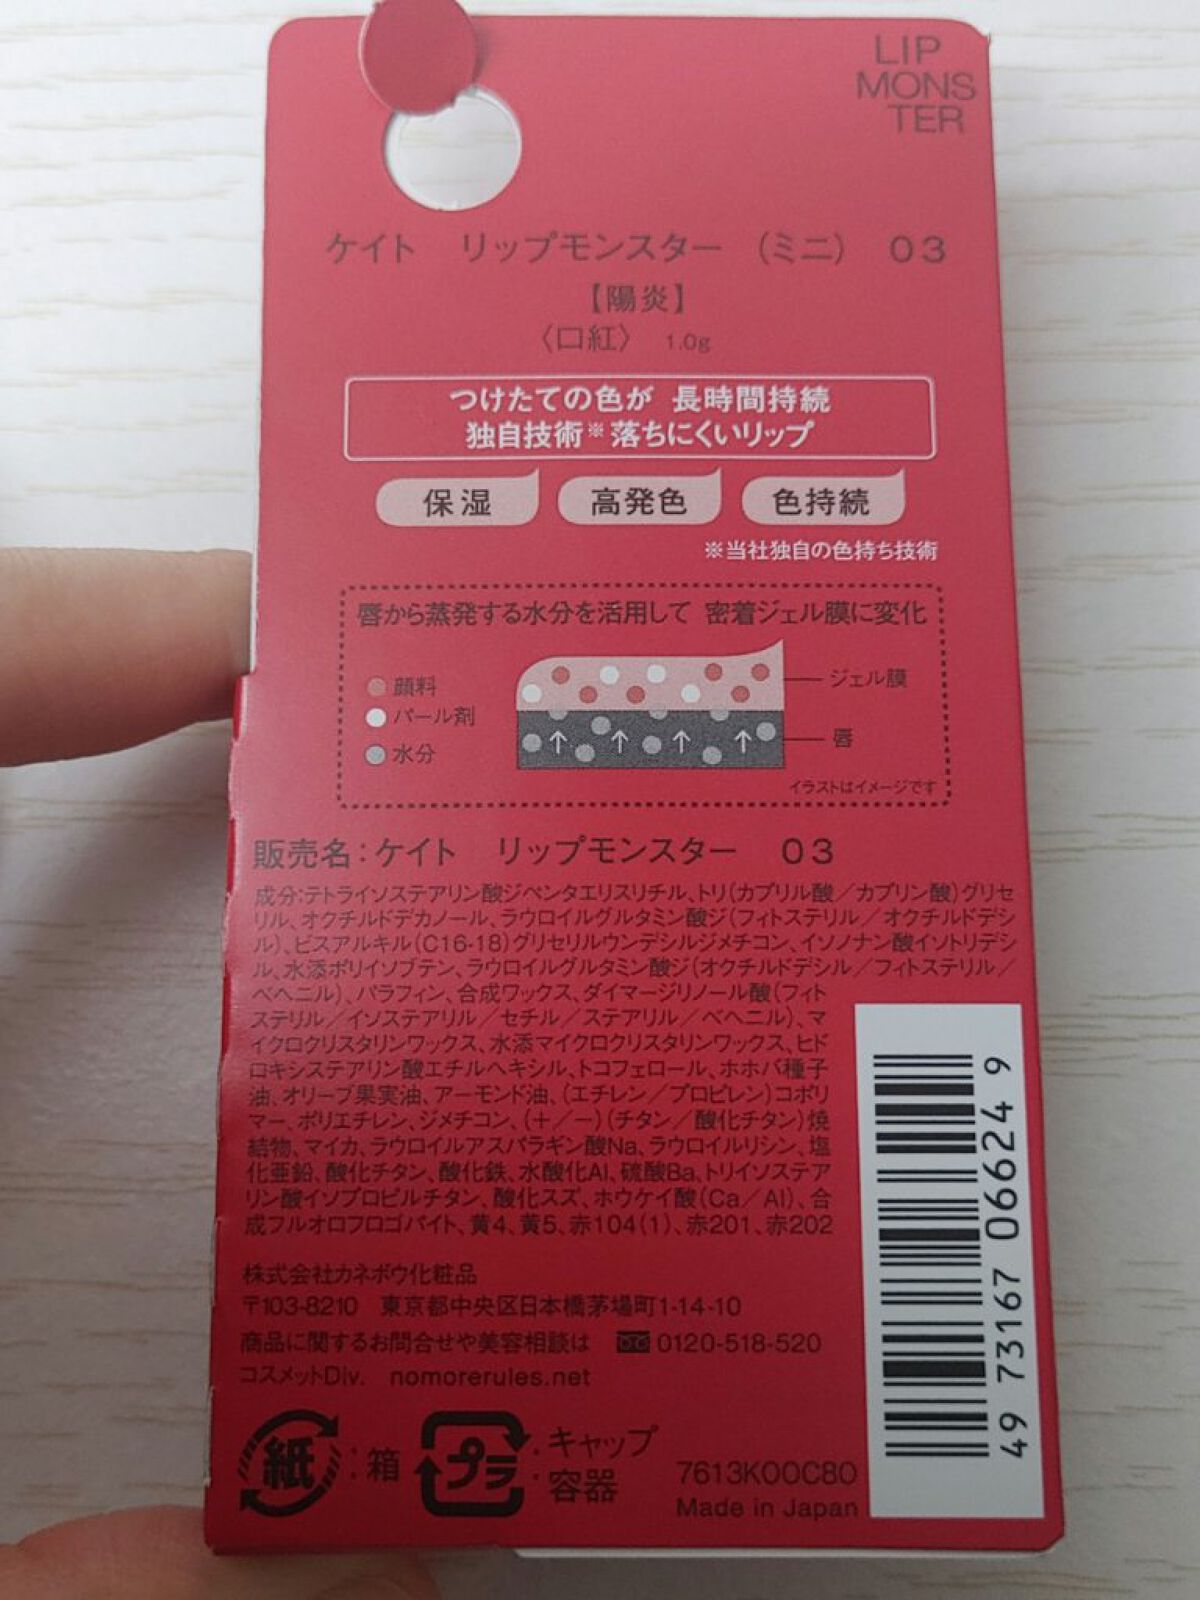 LIP
MONS
TER
ケイト リップモンスター （ミニ） 03
【陽炎】
〈口紅〉 1.0g
つけたての色が 長時間持続
独自技術※落ちにくいリップ
保湿 高発色 色持続
※当社独自の色持ち技術
唇から蒸発する水分を活用して 密着ジェル膜に変化
顔料
パール剤
水分
ジェル膜
唇
イラストはイメージです
販売名：ケイト リップモンスター 03
成分：テトライソステアリン酸ジペンタエリスリチル、トリ（カプリル酸／カプリン酸）グリセ
リル、オクチルドデカノール、ラウロイルグルタミン酸ジ（フィトステリル／オクチルドデシ
ル）、ビスアルキル（C16-18）グリセリルウンデシルジメチコン、イソノナン酸イソトリデシ
ル、水添ポリイソブテン、ラウロイルグルタミン酸ジ（オクチルドデシル／フィトステリル／
ベヘニル）、パラフィン、合成ワックス、ダイマージリノール酸（フィト
ステリル／イソステアリル／セチル／ステアリル／ベヘニル）、マ
イクロクリスタリンワックス、水添マイクロクリスタリンワックス、ヒド
ロキシステアリン酸エチルヘキシル、トコフェロール、ホホバ種子
油、オリーブ果実油、アーモンド油、（エチレン／プロピレン）コポリ
マー、ポリエチレン、ジメチコン、（＋／－）（チタン／酸化チタン）焼
結物、マイカ、ラウロイルアスパラギン酸Na、ラウロイルリシン、塩
化亜鉛、酸化チタン、酸化鉄、水酸化Al、硫酸Ba、トリイソステア
リン酸イソプロピルチタン、酸化スズ、ホウケイ酸（Ca／Al）、合
成フルオロフロゴパイト、黄4、黄5、赤104（1）、赤201、赤202
株式会社カネボウ化粧品
〒103-8210 東京都中央区日本橋茅場町1-14-10
商品に関するお問合せや美容相談は 0120-518-520
コスメットDiv. nomorerules.net
紙：箱
プラ：キャップ
：容器
7613K00C80
Made in Japan
4973167066249